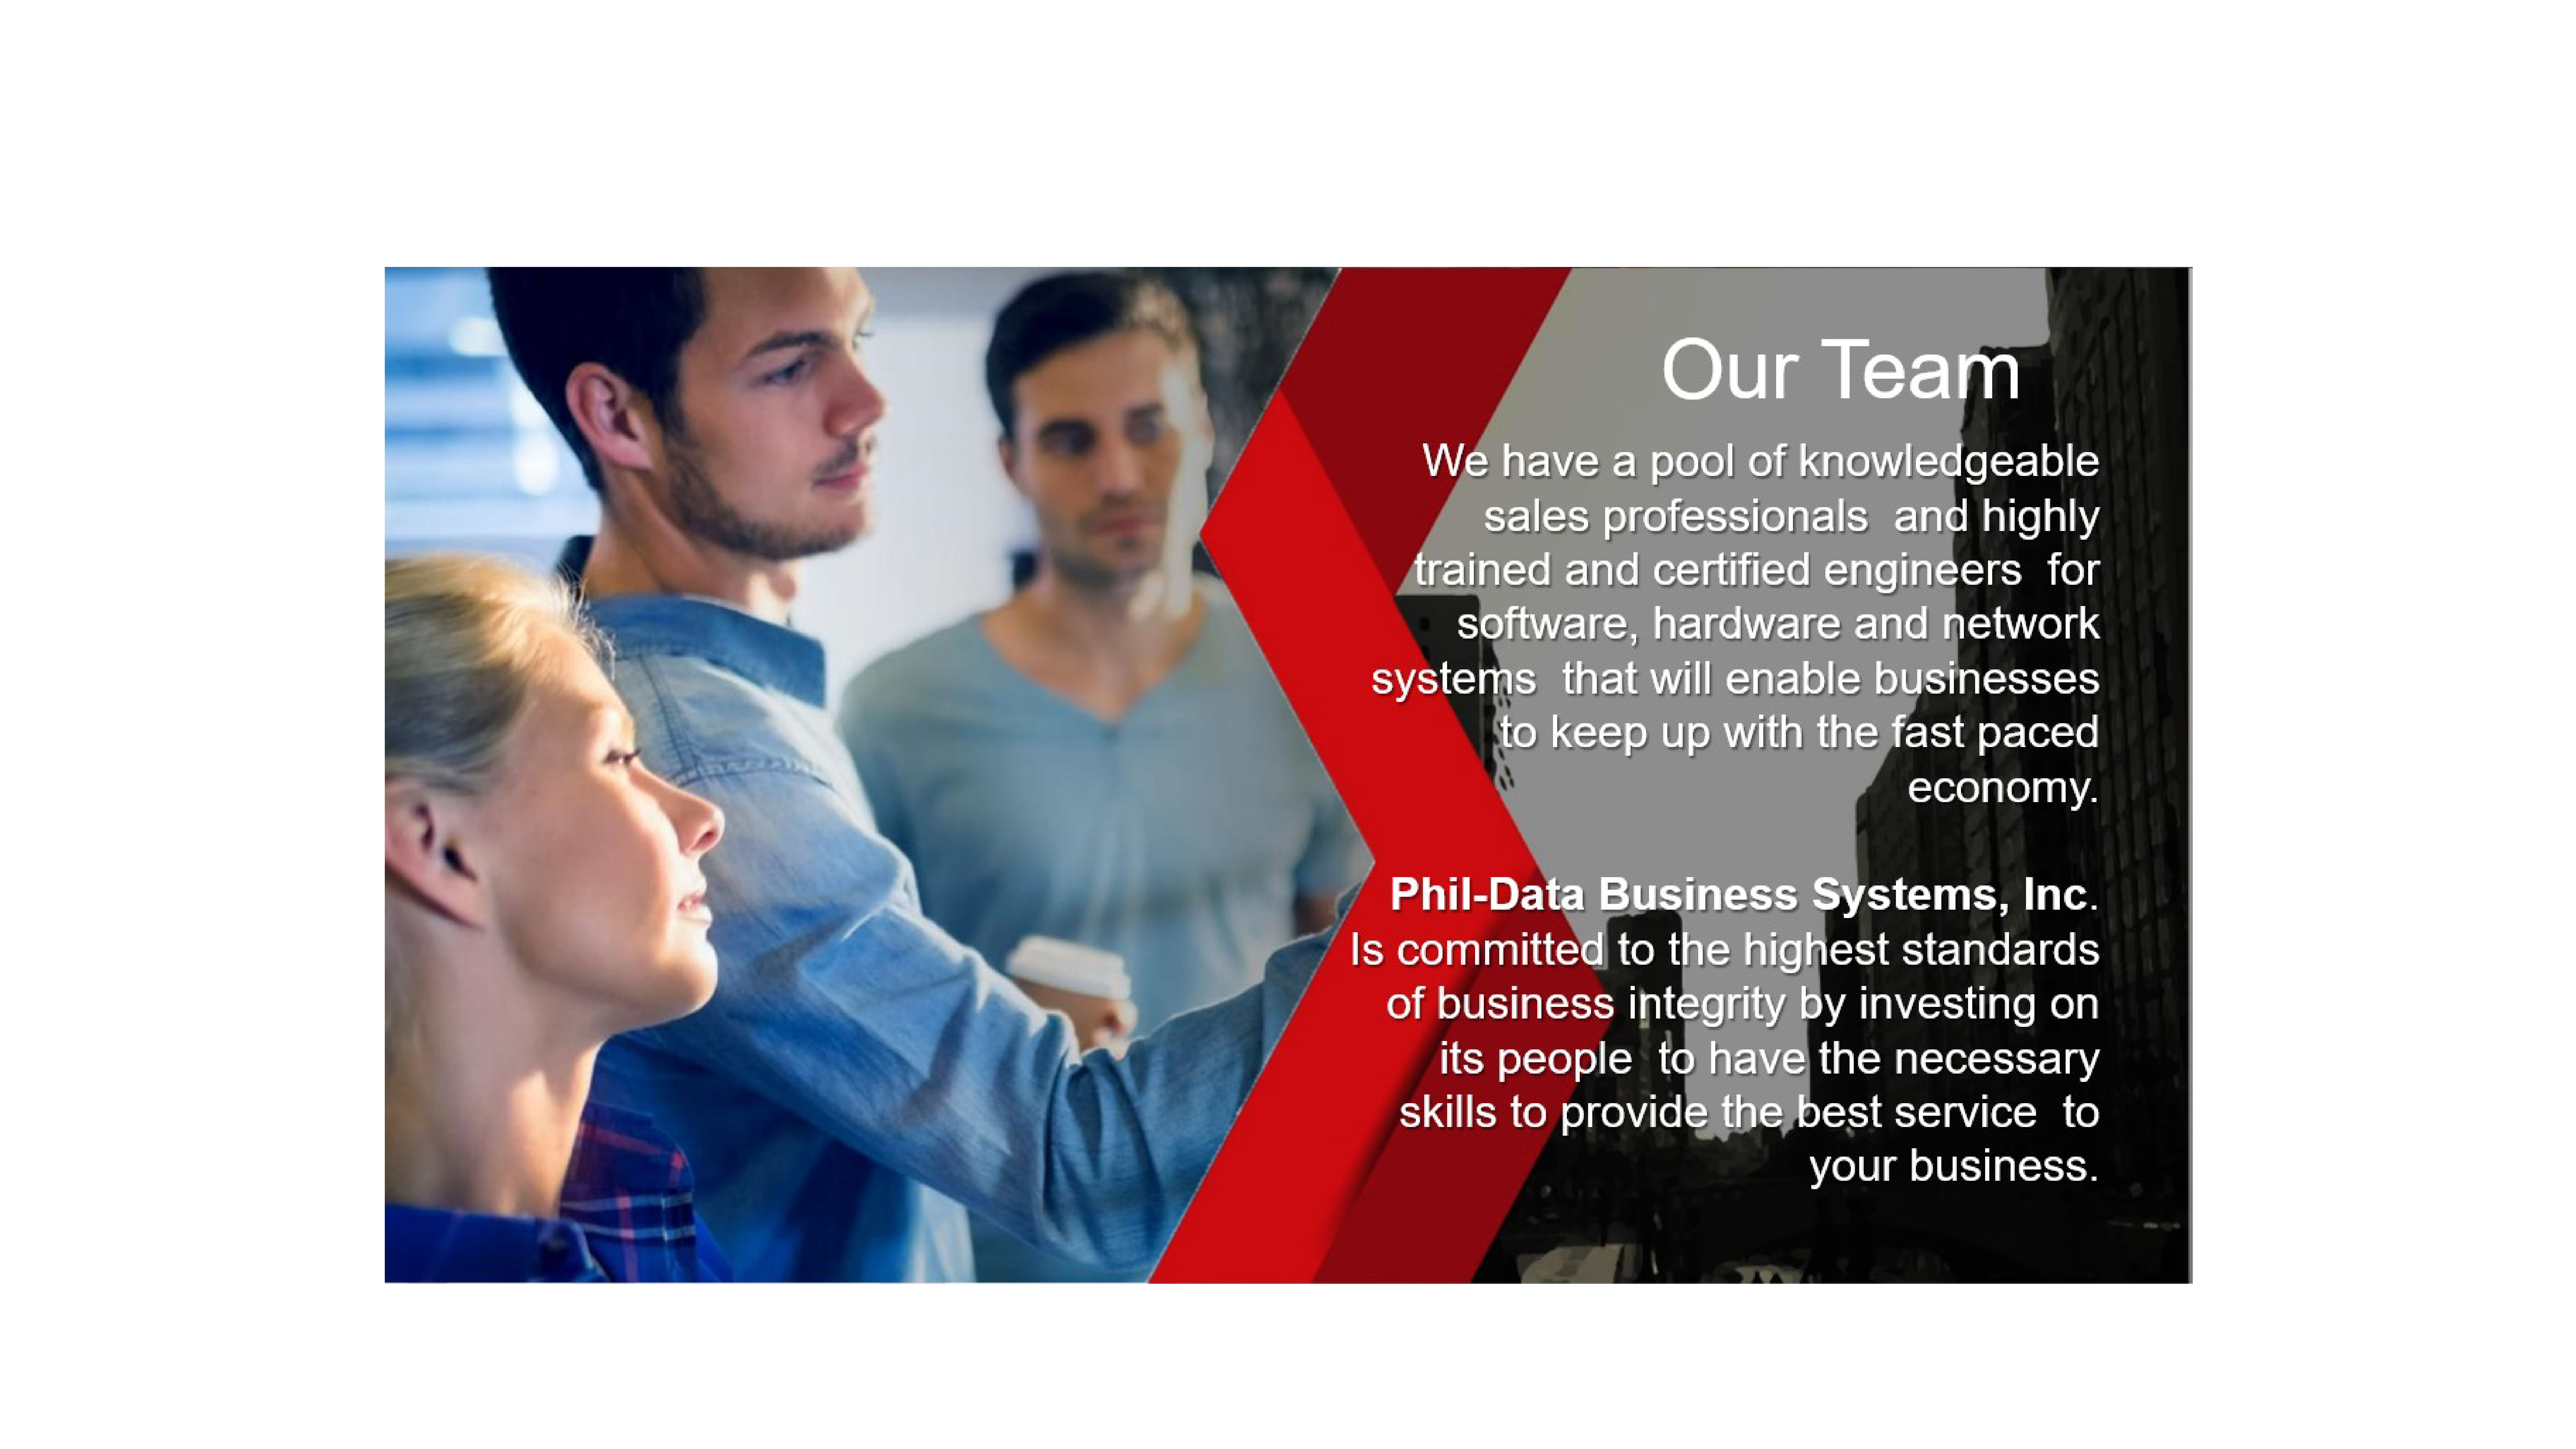 Our Team
We have a pool of knowledgeable
sales professionals and highly
trained and certified engineers for
software, hardware and network
systems that will enable businesses
to keep up with the fast paced
economy.
Phil-Data Business Systems, Inc.
Is committed to the highest standards
of business integrity by investing on
its people to have the necessary
skills to provide the best service to
your business.